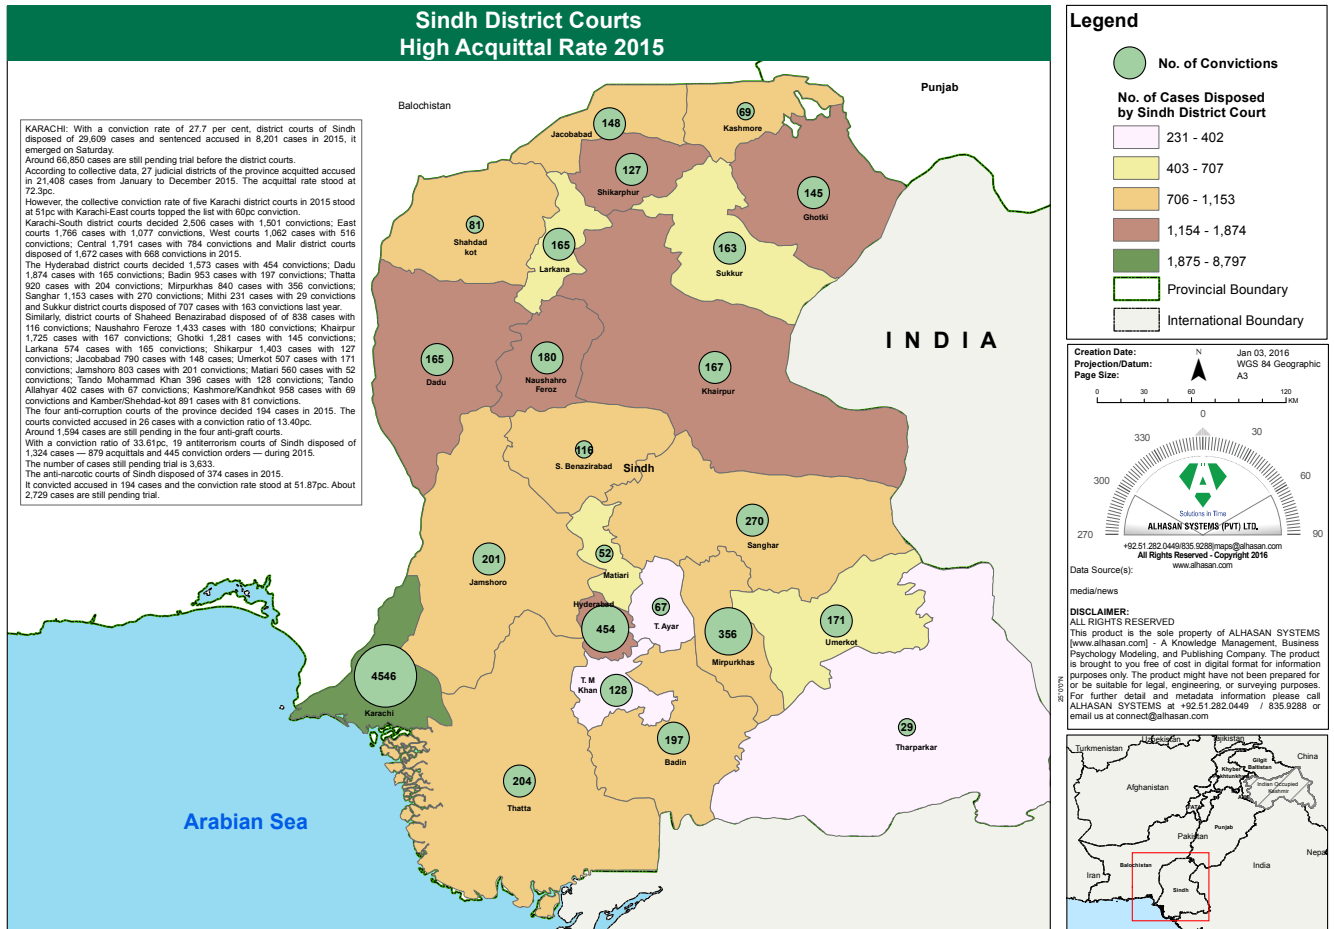 Sindh District Courts
High Acquittal Rate 2015
Balochistan
Punjab
KARACHI: With a conviction rate of 27.7 per cent, district courts of Sindh
disposed of 29,609 cases and sentenced accused in 8,201 cases in 2015, it
emerged on Saturday.
Around 66,850 cases are still pending trial before the district courts.
According to collective data, 27 judicial districts of the province acquitted accused
in 21,408 cases from January to December 2015. The acquittal rate stood at
72.3pc.
However, the collective conviction rate of five Karachi district courts in 2015 stood
at 51pc with Karachi-East courts topped the list with 60pc conviction.
Karachi-South district courts decided 2,506 cases with 1,501 convictions; East
courts 1,766 cases with 1,077 convictions, West courts 1,062 cases with 516
convictions; Central 1,791 cases with 784 convictions and Malir district courts
disposed of 1,672 cases with 668 convictions in 2015.
The Hyderabad district courts decided 1,573 cases with 454 convictions; Dadu
1,874 cases with 165 convictions; Badin 953 cases with 197 convictions; Thatta
920 cases with 204 convictions; Mirpurkhas 840 cases with 356 convictions;
Sanghar 1,153 cases with 270 convictions; Mithi 231 cases with 29 convictions
and Sukkur district courts disposed of 707 cases with 163 convictions last year.
Similarly, district courts of Shaheed Benazirabad disposed of of 838 cases with
116 convictions; Naushahro Feroze 1,433 cases with 180 convictions; Khairpur
1,725 cases with 167 convictions; Ghotki 1,281 cases with 145 convictions;
Larkana 574 cases with 165 convictions; Shikarpur 1,403 cases with 127
convictions; Jacobabad 790 cases with 148 cases; Umerkot 507 cases with 171
convictions; Jamshoro 803 cases with 201 convictions; Matiari 560 cases with 52
convictions; Tando Mohammad Khan 396 cases with 128 convictions; Tando
Allahyar 402 cases with 67 convictions; Kashmore/Kandhkot 958 cases with 69
convictions and Kamber/Shehdad-kot 891 cases with 81 convictions.
The four anti-corruption courts of the province decided 194 cases in 2015. The
courts convicted accused in 26 cases with a conviction ratio of 13.40pc.
Around 1,594 cases are still pending in the four anti-graft courts.
With a conviction ratio of 33.61pc, 19 antiterrorism courts of Sindh disposed of
1,324 cases — 879 acquittals and 445 conviction orders — during 2015.
The number of cases still pending trial is 3,633.
The anti-narcotic courts of Sindh disposed of 374 cases in 2015.
It convicted accused in 194 cases and the conviction rate stood at 51.87pc. About
2,729 cases are still pending trial.
148
Jacobabad
69
Kashmore
127
Shikarphur
145
Ghotki
81
Shahdad
kot
165
Larkana
163
Sukkur
INDIA
165
Dadu
180
Naushahro
Feroz
167
Khairpur
116
S. Benazirabad
Sindh
270
Sanghar
201
Jamshoro
52
Matiari
Hyderabad
454
67
T. Ayar
356
Mirpurkhas
171
Umerkot
4546
Karachi
T. M
Khan
128
197
Badin
29
Tharparkar
204
Thatta
Arabian Sea
Legend
No. of Convictions
No. of Cases Disposed
by Sindh District Court
231 - 402
403 - 707
706 - 1,153
1,154 - 1,874
1,875 - 8,797
Provincial Boundary
International Boundary
Creation Date: Jan 03, 2016
Projection/Datum: WGS 84 Geographic
Page Size: A3
N
0 30 60 120
KM
0
330 30
300 60
270 90
Solutions in Time
ALHASAN SYSTEMS (PVT) LTD.
+92.51.282.0449/835.9288|maps@alhasan.com
All Rights Reserved - Copyright 2016
www.alhasan.com
Data Source(s):
media/news
DISCLAIMER:
ALL RIGHTS RESERVED
This product is the sole property of ALHASAN SYSTEMS
[www.alhasan.com] - A Knowledge Management, Business
Psychology Modeling, and Publishing Company. The product
is brought to you free of cost in digital format for information
purposes only. The product might have not been prepared for
or be suitable for legal, engineering, or surveying purposes.
For further detail and metadata information please call
ALHASAN SYSTEMS at +92.51.282.0449 / 835.9288 or
email us at connect@alhasan.com
25°0'0"N
Turkmenistan
Uzbekistan
Tajikistan
China
Gilgit
Baltistan
Khyber
Indian Occupied
Kashmir
Afghanistan
Punjab
Pakistan
Balochistan
India
Nepa
Iran
Sindh